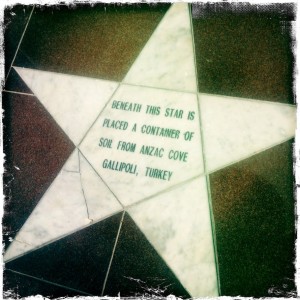 BENEATH THIS STAR IS
PLACED A CONTAINER OF
SOIL FROM ANZAC COVE
GALLIPOLI, TURKEY